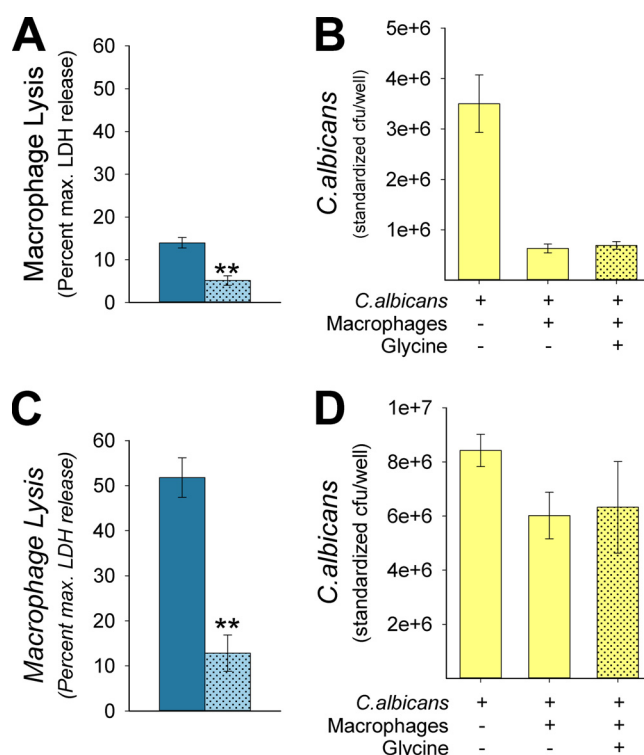 A
Macrophage Lysis
(Percent max. LDH release)
60
50
40
30
20
10
0
**
B
C.albicans
(standardized cfu/well)
5e+6
4e+6
3e+6
2e+6
1e+6
C.albicans + + +
Macrophages - + +
Glycine - - +
C
Macrophage Lysis
(Percent max. LDH release)
60
50
40
30
20
10
0
**
D
C.albicans
(standardized cfu/well)
1e+7
8e+6
6e+6
4e+6
2e+6
C.albicans + + +
Macrophages - + +
Glycine - - +